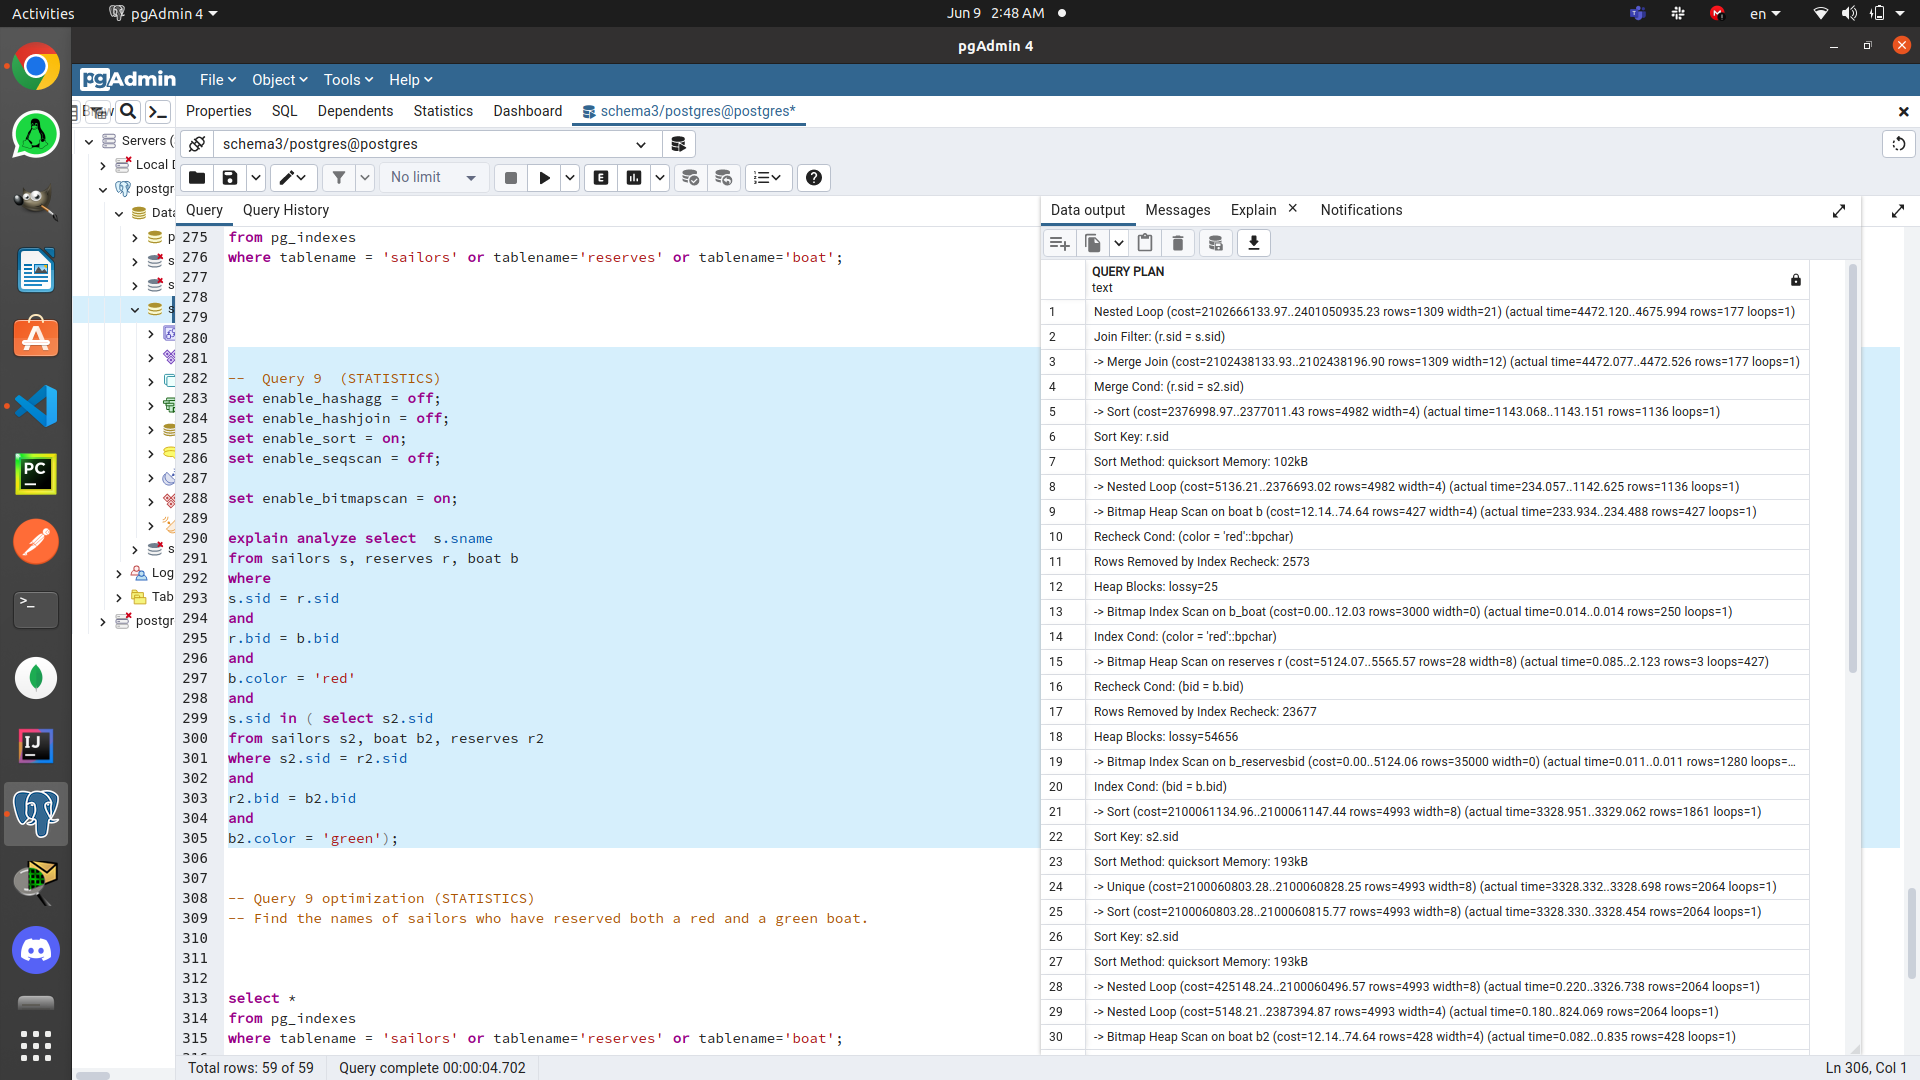 Activities
pgAdmin 4
Jun 9 2:48 AM
en
pgAdmin 4
pgAdmin
File
Object
Tools
Help
Properties
SQL
Dependents
Statistics
Dashboard
schema3/postgres@postgres*
Servers (
Local D
postgr
Data
Log
Tab
postgr
schema3/postgres@postgres
No limit
Query
Query History
275 from pg_indexes
276 where tablename = 'sailors' or tablename='reserves' or tablename='boat';
277
278
279
280
281
282 -- Query 9 (STATISTICS)
283 set enable_hashagg = off;
284 set enable_hashjoin = off;
285 set enable_sort = on;
286 set enable_seqscan = off;
287
288 set enable_bitmapscan = on;
289
290 explain analyze select s.sname
291 from sailors s, reserves r, boat b
292 where
293 s.sid = r.sid
294 and
295 r.bid = b.bid
296 and
297 b.color = 'red'
298 and
299 s.sid in ( select s2.sid
300 from sailors s2, boat b2, reserves r2
301 where s2.sid = r2.sid
302 and
303 r2.bid = b2.bid
304 and
305 b2.color = 'green');
306
307
308 -- Query 9 optimization (STATISTICS)
309 -- Find the names of sailors who have reserved both a red and a green boat.
310
311
312
313 select *
314 from pg_indexes
315 where tablename = 'sailors' or tablename='reserves' or tablename='boat';
Data output
Messages
Explain
Notifications
QUERY PLAN
text
1 Nested Loop (cost=2102666133.97..2401050935.23 rows=1309 width=21) (actual time=4472.120..4675.994 rows=177 loops=1)
2 Join Filter: (r.sid = s.sid)
3 -> Merge Join (cost=2102438133.93..2102438196.90 rows=1309 width=12) (actual time=4472.077..4472.526 rows=177 loops=1)
4 Merge Cond: (r.sid = s2.sid)
5 -> Sort (cost=2376998.97..2377011.43 rows=4982 width=4) (actual time=1143.068..1143.151 rows=1136 loops=1)
6 Sort Key: r.sid
7 Sort Method: quicksort Memory: 102kB
8 -> Nested Loop (cost=5136.21..2376693.02 rows=4982 width=4) (actual time=234.057..1142.625 rows=1136 loops=1)
9 -> Bitmap Heap Scan on boat b (cost=12.14..74.64 rows=427 width=4) (actual time=233.934..234.488 rows=427 loops=1)
10 Recheck Cond: (color = 'red'::bpchar)
11 Rows Removed by Index Recheck: 2573
12 Heap Blocks: lossy=25
13 -> Bitmap Index Scan on b_boat (cost=0.00..12.03 rows=3000 width=0) (actual time=0.014..0.014 rows=250 loops=1)
14 Index Cond: (color = 'red'::bpchar)
15 -> Bitmap Heap Scan on reserves r (cost=5124.07..5565.57 rows=28 width=8) (actual time=0.085..2.123 rows=3 loops=427)
16 Recheck Cond: (bid = b.bid)
17 Rows Removed by Index Recheck: 23677
18 Heap Blocks: lossy=54656
19 -> Bitmap Index Scan on b_reservesbid (cost=0.00..5124.06 rows=35000 width=0) (actual time=0.011..0.011 rows=1280 loops=...
20 Index Cond: (bid = b.bid)
21 -> Sort (cost=2100061134.96..2100061147.44 rows=4993 width=8) (actual time=3328.951..3329.062 rows=1861 loops=1)
22 Sort Key: s2.sid
23 Sort Method: quicksort Memory: 193kB
24 -> Unique (cost=2100060803.28..2100060828.25 rows=4993 width=8) (actual time=3328.332..3328.698 rows=2064 loops=1)
25 -> Sort (cost=2100060803.28..2100060815.77 rows=4993 width=8) (actual time=3328.330..3328.454 rows=2064 loops=1)
26 Sort Key: s2.sid
27 Sort Method: quicksort Memory: 193kB
28 -> Nested Loop (cost=425148.24..2100060496.57 rows=4993 width=8) (actual time=0.220..3326.738 rows=2064 loops=1)
29 -> Nested Loop (cost=5148.21..2387394.87 rows=4993 width=4) (actual time=0.180..824.069 rows=2064 loops=1)
30 -> Bitmap Heap Scan on boat b2 (cost=12.14..74.64 rows=428 width=4) (actual time=0.082..0.835 rows=428 loops=1)
Total rows: 59 of 59
Query complete 00:00:04.702
Ln 306, Col 1